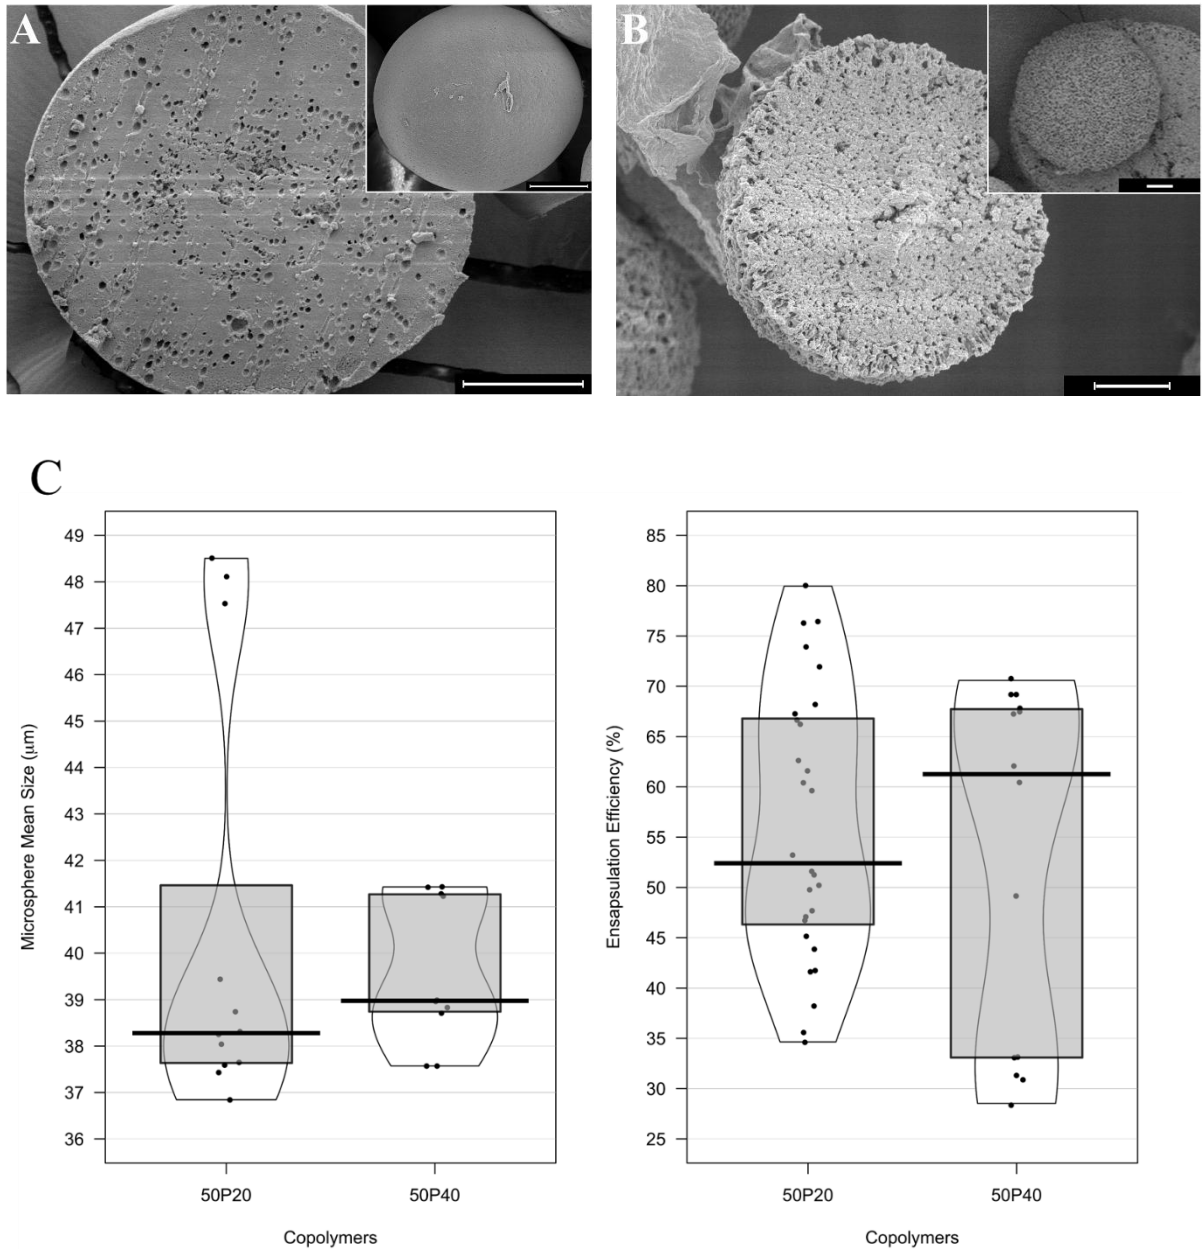 A
B
C
Microsphere Mean Size (μm)
49
48
47
46
45
44
43
42
41
40
39
38
37
36
50P20
50P40
Copolymers
Ensapsulation Efficiency (%)
85
80
75
70
65
60
55
50
45
40
35
30
25
50P20
50P40
Copolymers